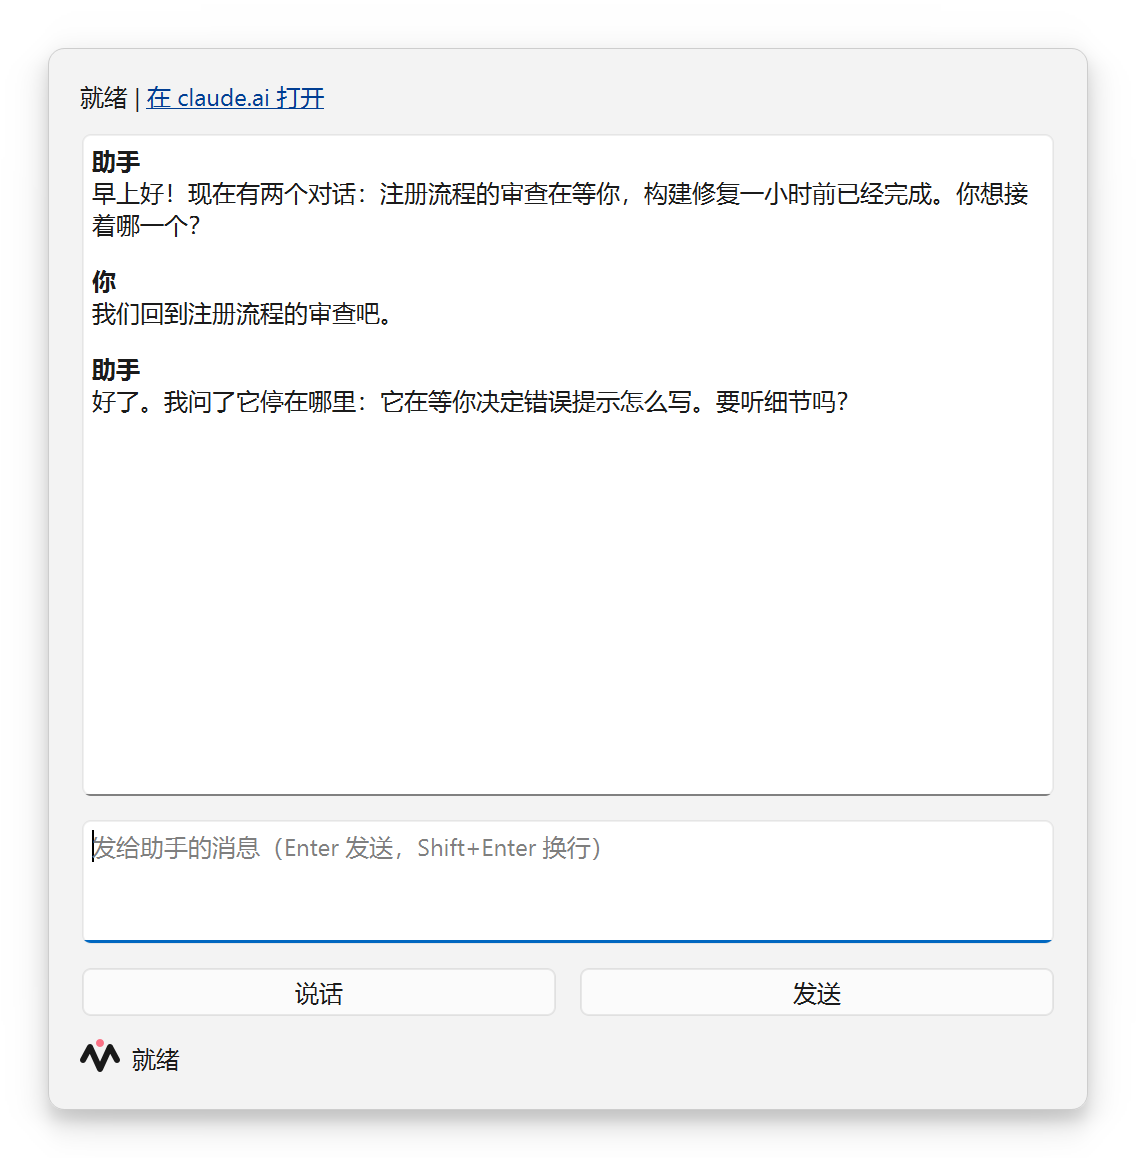 就绪 | 在 claude.ai 打开
助手
早上好！现在有两个对话：注册流程的审查在等你，构建修复一小时前已经完成。你想接
着哪一个？
你
我们回到注册流程的审查吧。
助手
好了。我问了它停在哪里：它在等你决定错误提示怎么写。要听细节吗？
发给助手的消息（Enter 发送，Shift+Enter 换行）
说话
发送
就绪